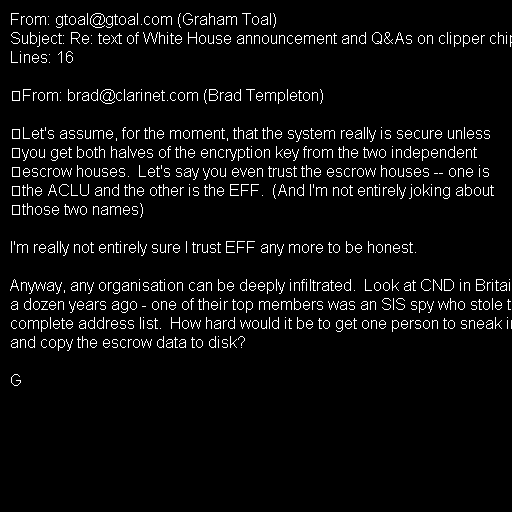 From: gtoal@gtoal.com (Graham Toal)
Subject: Re: text of White House announcement and Q&As on clipper chip
Lines: 16

From: brad@clarinet.com (Brad Templeton)

Let's assume, for the moment, that the system really is secure unless
you get both halves of the encryption key from the two independent
escrow houses.  Let's say you even trust the escrow houses -- one is
the ACLU and the other is the EFF.  (And I'm not entirely joking about
those two names)

I'm really not entirely sure I trust EFF any more to be honest.

Anyway, any organisation can be deeply infiltrated.  Look at CND in Britai
a dozen years ago - one of their top members was an SIS spy who stole t
complete address list.  How hard would it be to get one person to sneak i
and copy the escrow data to disk?

G